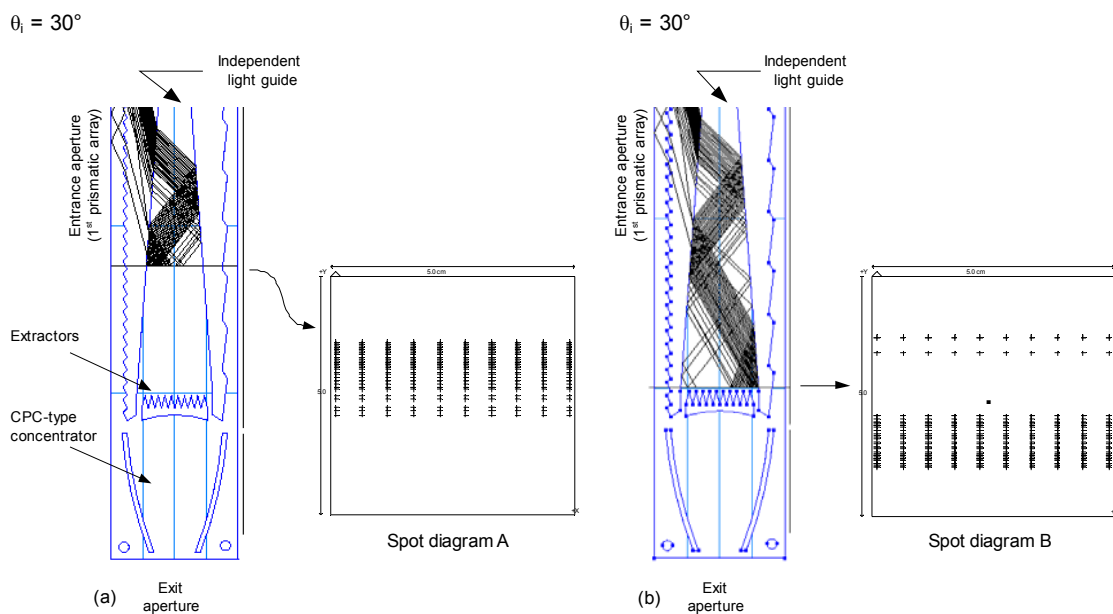 θi = 30°
Independent
light guide
Entrance aperture
(1st prismatic array)
Extractors
CPC-type
concentrator
(a)
Exit
aperture
+Y
5.0 cm
5.0
+X
Spot diagram A
θi = 30°
Independent
light guide
Entrance aperture
(1st prismatic array)
(b)
Exit
aperture
+Y
5.0 cm
5.0
Spot diagram B